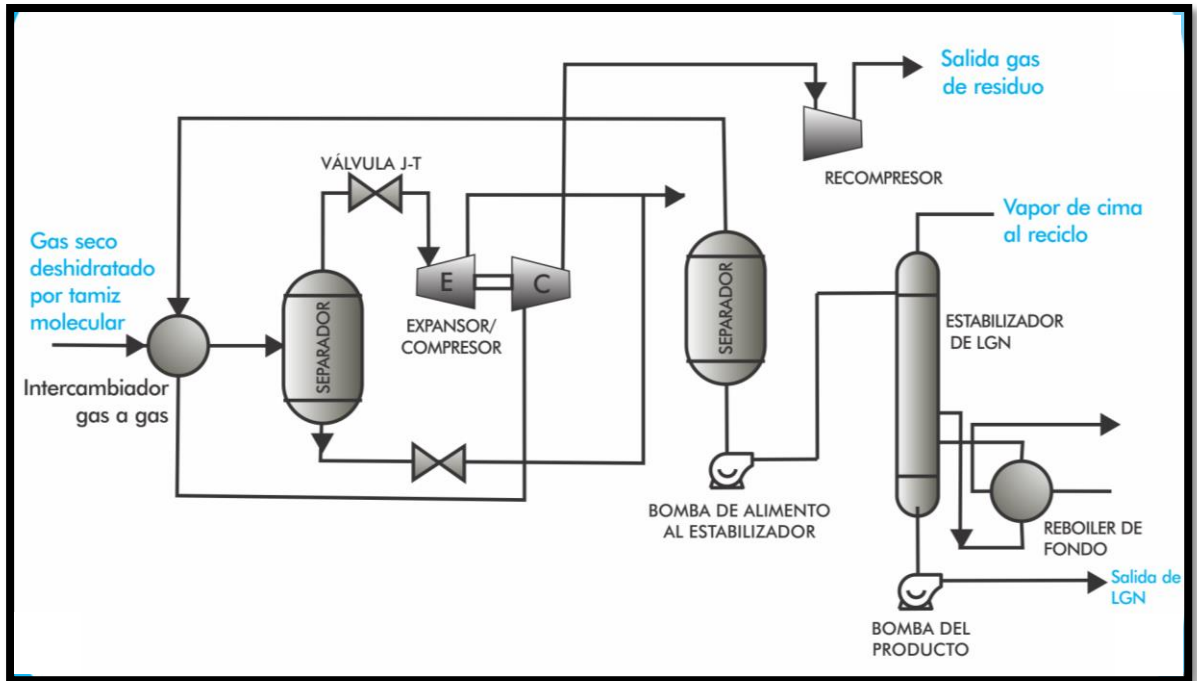 Salida gas
de residuo
RECOMPRESOR
VÁLVULA J-T
Vapor de cima
al reciclo
Gas seco
deshidratado
por tamiz
molecular
SEPARADOR
E
C
EXPANSOR/
COMPRESOR
SEPARADOR
ESTABILIZADOR
DE LGN
Intercambiador
gas a gas
BOMBA DE ALIMENTO
AL ESTABILIZADOR
REBOILER DE
FONDO
Salida de
LGN
BOMBA DEL
PRODUCTO